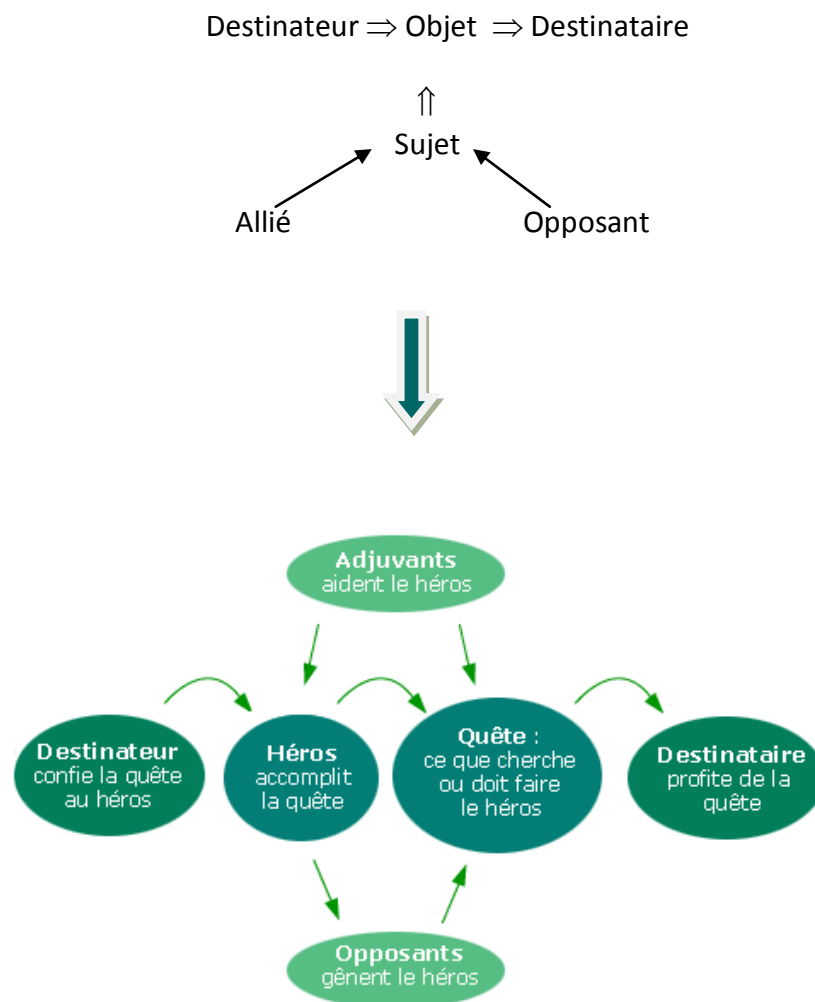 Destinateur ⇒ Objet ⇒ Destinataire
⇑
Sujet
Allié Opposant
Adjuvants
aident le héros
Destinateur
confie la quête
au héros
Héros
accomplit
la quête
Quête :
ce que cherche
ou doit faire
le héros
Destinataire
profite de la
quête
Opposants
gênent le héros